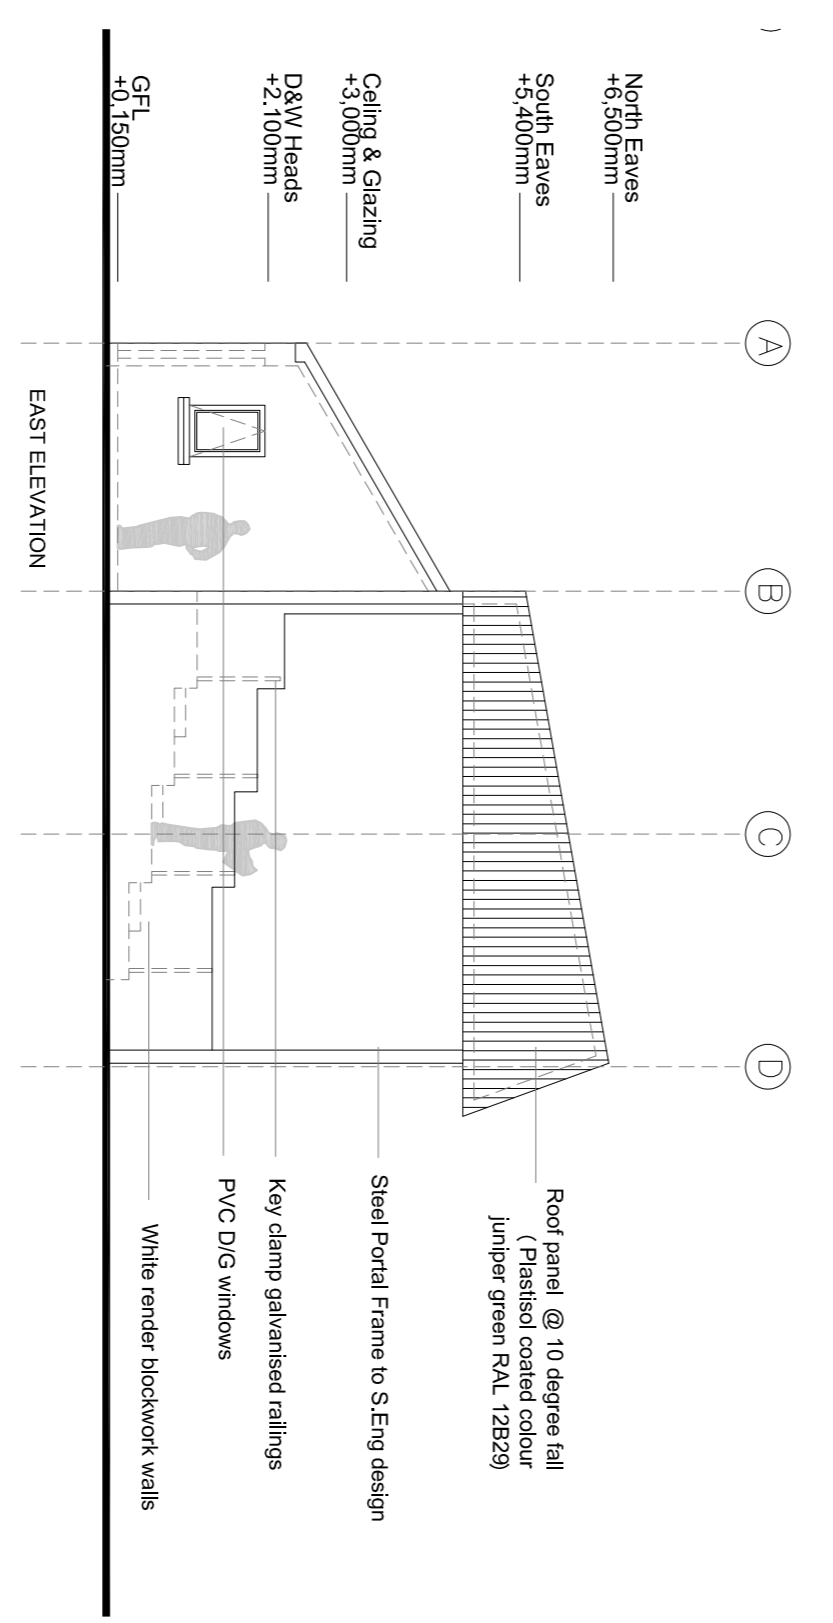 )
North Eaves
+6,500mm
South Eaves
+5,400mm
Celing & Glazing
+3,000mm
D&W Heads
+2.100mm
GFL
+0,150mm
A
B
C
D
Roof panel @ 10 degree fall
( Plastisol coated colour
juniper green RAL 12B29)
Steel Portal Frame to S.Eng design
Key clamp galvanised railings
PVC D/G windows
White render blockwork walls
EAST ELEVATION